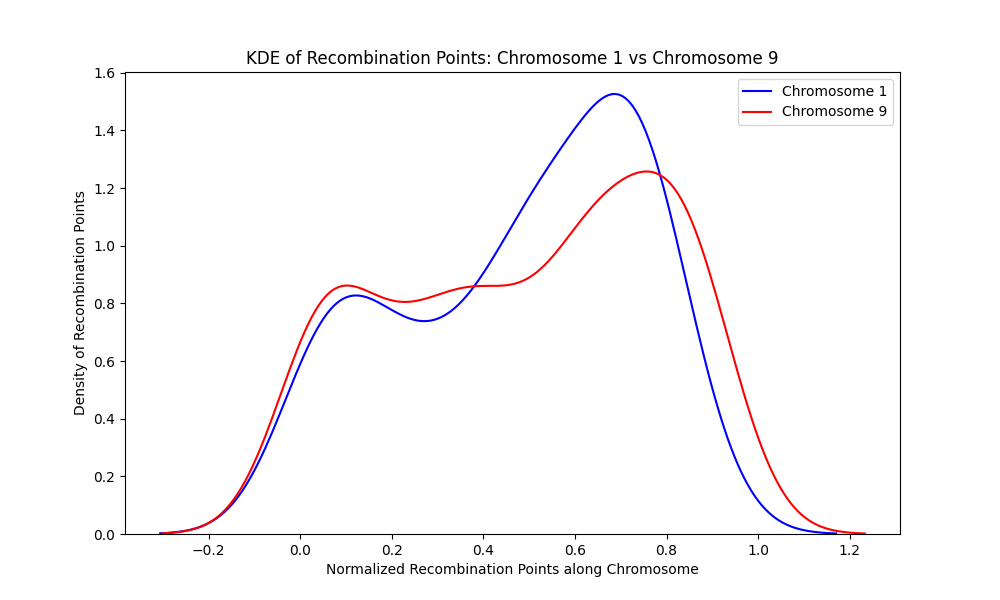 KDE of Recombination Points: Chromosome 1 vs Chromosome 9
Chromosome 1
Chromosome 9
Density of Recombination Points
1.6
1.4
1.2
1.0
0.8
0.6
0.4
0.2
0.0
−0.2 0.0 0.2 0.4 0.6 0.8 1.0 1.2
Normalized Recombination Points along Chromosome